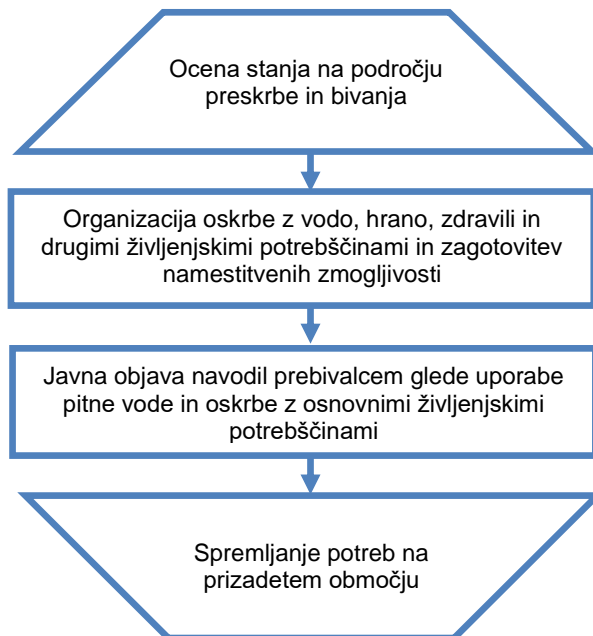 Ocena stanja na področju
preskrbe in bivanja
Organizacija oskrbe z vodo, hrano, zdravili in
drugimi življenjskimi potrebščinami in zagotovitev
namestitvenih zmogljivosti
Javna objava navodil prebivalcem glede uporabe
pitne vode in oskrbe z osnovnimi življenjskimi
potrebščinami
Spremljanje potreb na
prizadetem območju